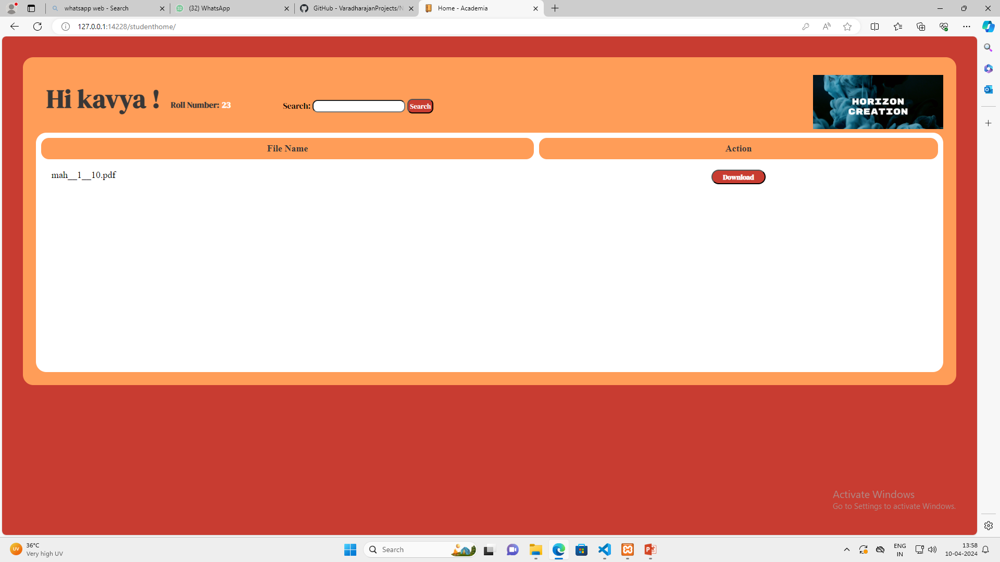 whatsapp web - Search
(32) WhatsApp
GitHub - VaradharajanProjects/N
Home - Academia
127.0.0.1:14228/studenthome/
Hi kavya !
Roll Number: 23
Search:
Search
HORIZON
CREATION
File Name
Action
mah__1__10.pdf
Download
Activate Windows
Go to Settings to activate Windows.
UV
36°C
Very high UV
Search
ENG
IN
13:58
10-04-2024